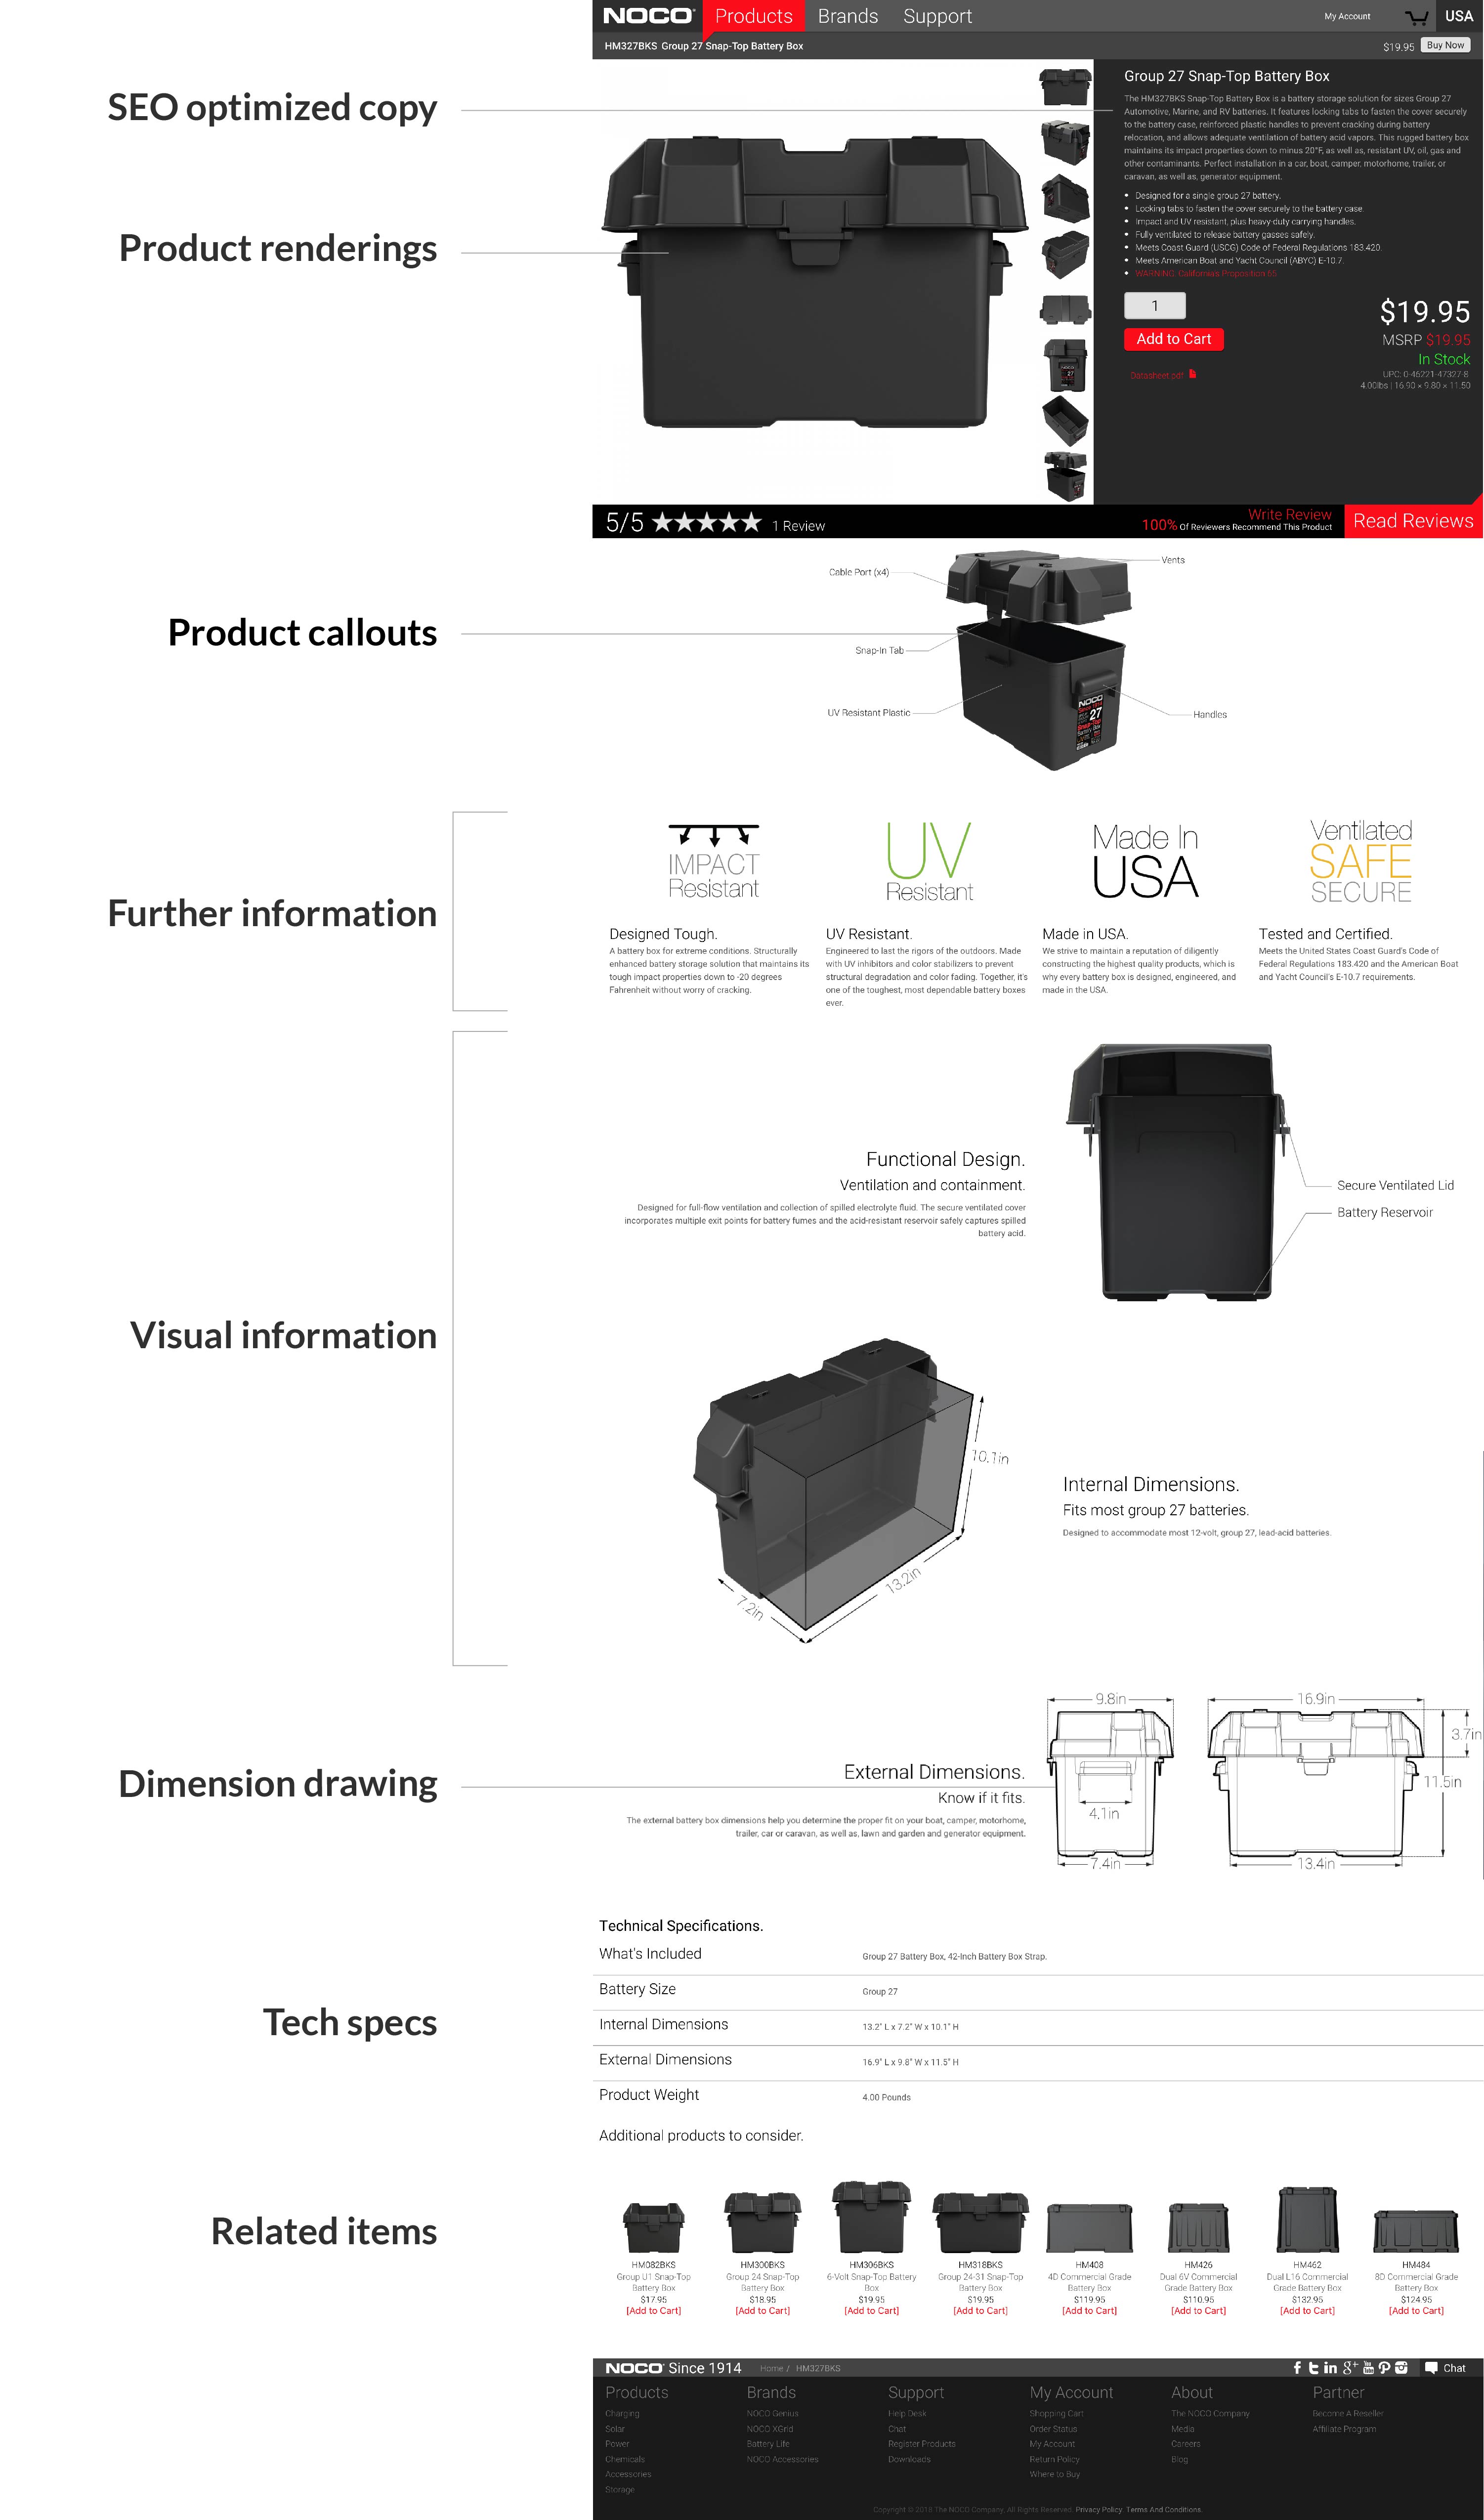 NOCO
Products
Brands
Support
My Account
USA
HM327BKS Group 27 Snap-Top Battery Box
$19.95
Buy Now
SEO optimized copy
Group 27 Snap-Top Battery Box
The HM327BKS Snap-Top Battery Box is a battery storage solution for sizes Group 27
Automotive, Marine, and RV batteries. It features locking tabs to fasten the cover securely
to the battery case, reinforced plastic handles to prevent cracking during battery
relocation, and allows adequate ventilation of battery acid vapors. This rugged battery box
maintains its impact properties down to minus 20°F, as well as, resistant UV, oil, gas and
other contaminants. Perfect installation in a car, boat, camper, motorhome, trailer, or
caravan, as well as, generator equipment.
• Designed for a single group 27 battery.
• Locking tabs to fasten the cover securely to the battery case.
• Impact and UV resistant, plus heavy-duty carrying handles.
• Fully ventilated to release battery gasses safely.
• Meets Coast Guard (USCG) Code of Federal Regulations 183.420.
• Meets American Boat and Yacht Council (ABYC) E-10.7.
• WARNING: California's Proposition 65
Product renderings
1
Add to Cart
Datasheet.pdf
$19.95
MSRP $19.95
In Stock
UPC: 0-46221-47327-8
4.00lbs | 16.90 × 9.80 × 11.50
5/5
1 Review
Write Review
100% Of Reviewers Recommend This Product
Read Reviews
Product callouts
Cable Port (x4)
Vents
Snap-In Tab
UV Resistant Plastic
Handles
NOCO
27
Snap-Top
Battery Box
Further information
IMPACT
Resistant
UV
Resistant
Made In
USA
Ventilated
SAFE
SECURE
Designed Tough.
A battery box for extreme conditions. Structurally
enhanced battery storage solution that maintains its
tough impact properties down to -20 degrees
Fahrenheit without worry of cracking.
UV Resistant.
Engineered to last the rigors of the outdoors. Made
with UV inhibitors and color stabilizers to prevent
structural degradation and color fading. Together, it's
one of the toughest, most dependable battery boxes
ever.
Made in USA.
We strive to maintain a reputation of diligently
constructing the highest quality products, which is
why every battery box is designed, engineered, and
made in the USA.
Tested and Certified.
Meets the United States Coast Guard's Code of
Federal Regulations 183.420 and the American Boat
and Yacht Council's E-10.7 requirements.
Visual information
Functional Design.
Ventilation and containment.
Designed for full-flow ventilation and collection of spilled electrolyte fluid. The secure ventilated cover
incorporates multiple exit points for battery fumes and the acid-resistant reservoir safely captures spilled
battery acid.
Secure Ventilated Lid
Battery Reservoir
10.1in
13.2in
7.2in
Internal Dimensions.
Fits most group 27 batteries.
Designed to accommodate most 12-volt, group 27, lead-acid batteries.
Dimension drawing
External Dimensions.
Know if it fits.
The external battery box dimensions help you determine the proper fit on your boat, camper, motorhome,
trailer, car or caravan, as well as, lawn and garden and generator equipment.
9.8in
16.9in
3.7in
11.5in
4.1in
7.4in
13.4in
Tech specs
Technical Specifications.
What's Included
Group 27 Battery Box, 42-Inch Battery Box Strap.
Battery Size
Group 27
Internal Dimensions
13.2" L x 7.2" W x 10.1" H
External Dimensions
16.9" L x 9.8" W x 11.5" H
Product Weight
4.00 Pounds
Related items
Additional products to consider.
HM082BKS
Group U1 Snap-Top
Battery Box
$17.95
[Add to Cart]
HM300BKS
Group 24 Snap-Top
Battery Box
$18.95
[Add to Cart]
HM306BKS
6-Volt Snap-Top Battery
Box
$19.95
[Add to Cart]
HM318BKS
Group 24-31 Snap-Top
Battery Box
$19.95
[Add to Cart]
HM408
4D Commercial Grade
Battery Box
$119.95
[Add to Cart]
HM426
Dual 6V Commercial
Grade Battery Box
$110.95
[Add to Cart]
HM462
Dual L16 Commercial
Grade Battery Box
$132.95
[Add to Cart]
HM484
8D Commercial Grade
Battery Box
$124.95
[Add to Cart]
NOCO Since 1914
Home / HM327BKS
Chat
Products
Charging
Solar
Power
Chemicals
Accessories
Storage
Brands
NOCO Genius
NOCO XGrid
Battery Life
NOCO Accessories
Support
Help Desk
Chat
Register Products
Downloads
My Account
Shopping Cart
Order Status
My Account
Return Policy
Where to Buy
About
The NOCO Company
Media
Careers
Blog
Partner
Become A Reseller
Affiliate Program
Copyright © 2018 The NOCO Company, All Rights Reserved. Privacy Policy Terms And Conditions